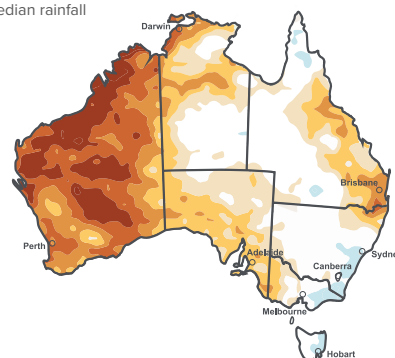 edian rainfall
Darwin
Brisbane
Perth
Adelaide
Sydne
Canberra
Melbourne
Hobart